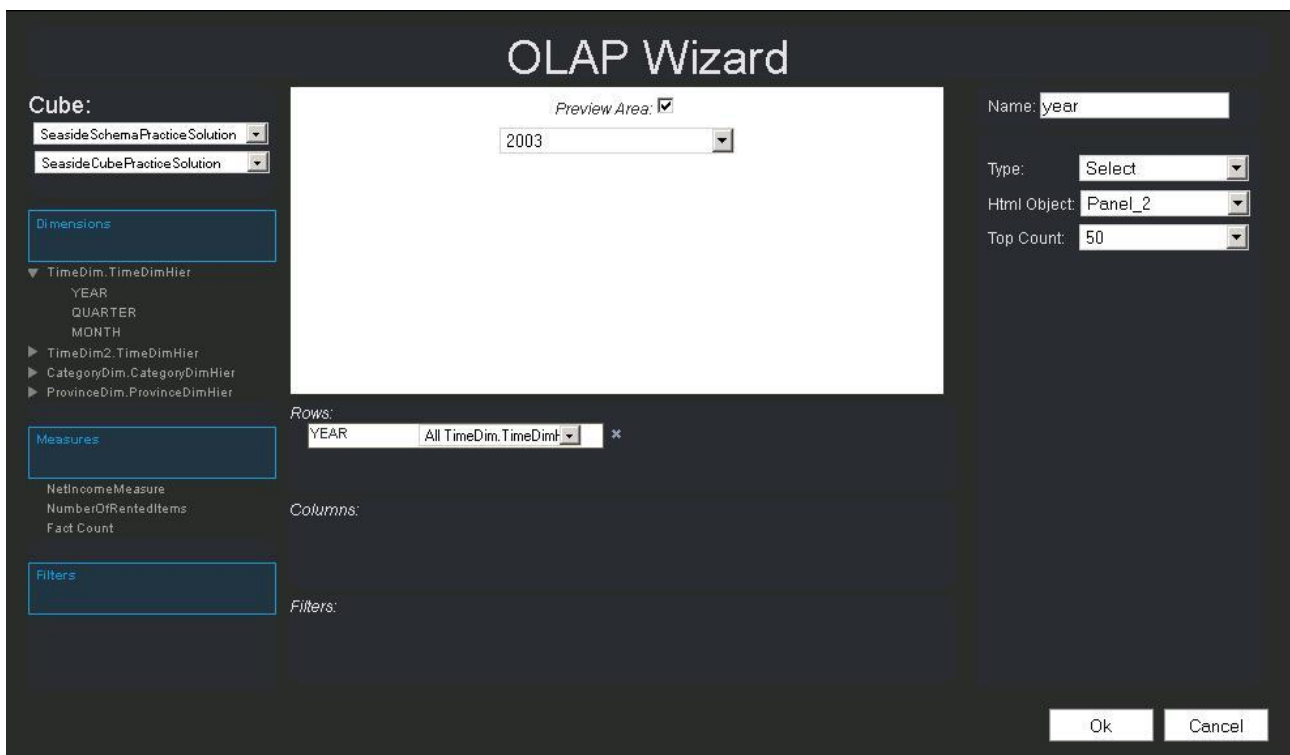 OLAP Wizard
Cube:
SeasideSchemaPracticeSolution
SeasideCubePracticeSolution
Dimensions
TimeDim.TimeDimHier
YEAR
QUARTER
MONTH
TimeDim2.TimeDimHier
CategoryDim.CategoryDimHier
ProvinceDim.ProvinceDimHier
Measures
NetIncomeMeasure
NumberOfRentedItems
Fact Count
Filters
Preview Area:
2003
Rows:
YEAR All TimeDim.TimeDimH
Columns:
Filters:
Name: year
Type: Select
Html Object: Panel_2
Top Count: 50
Ok Cancel